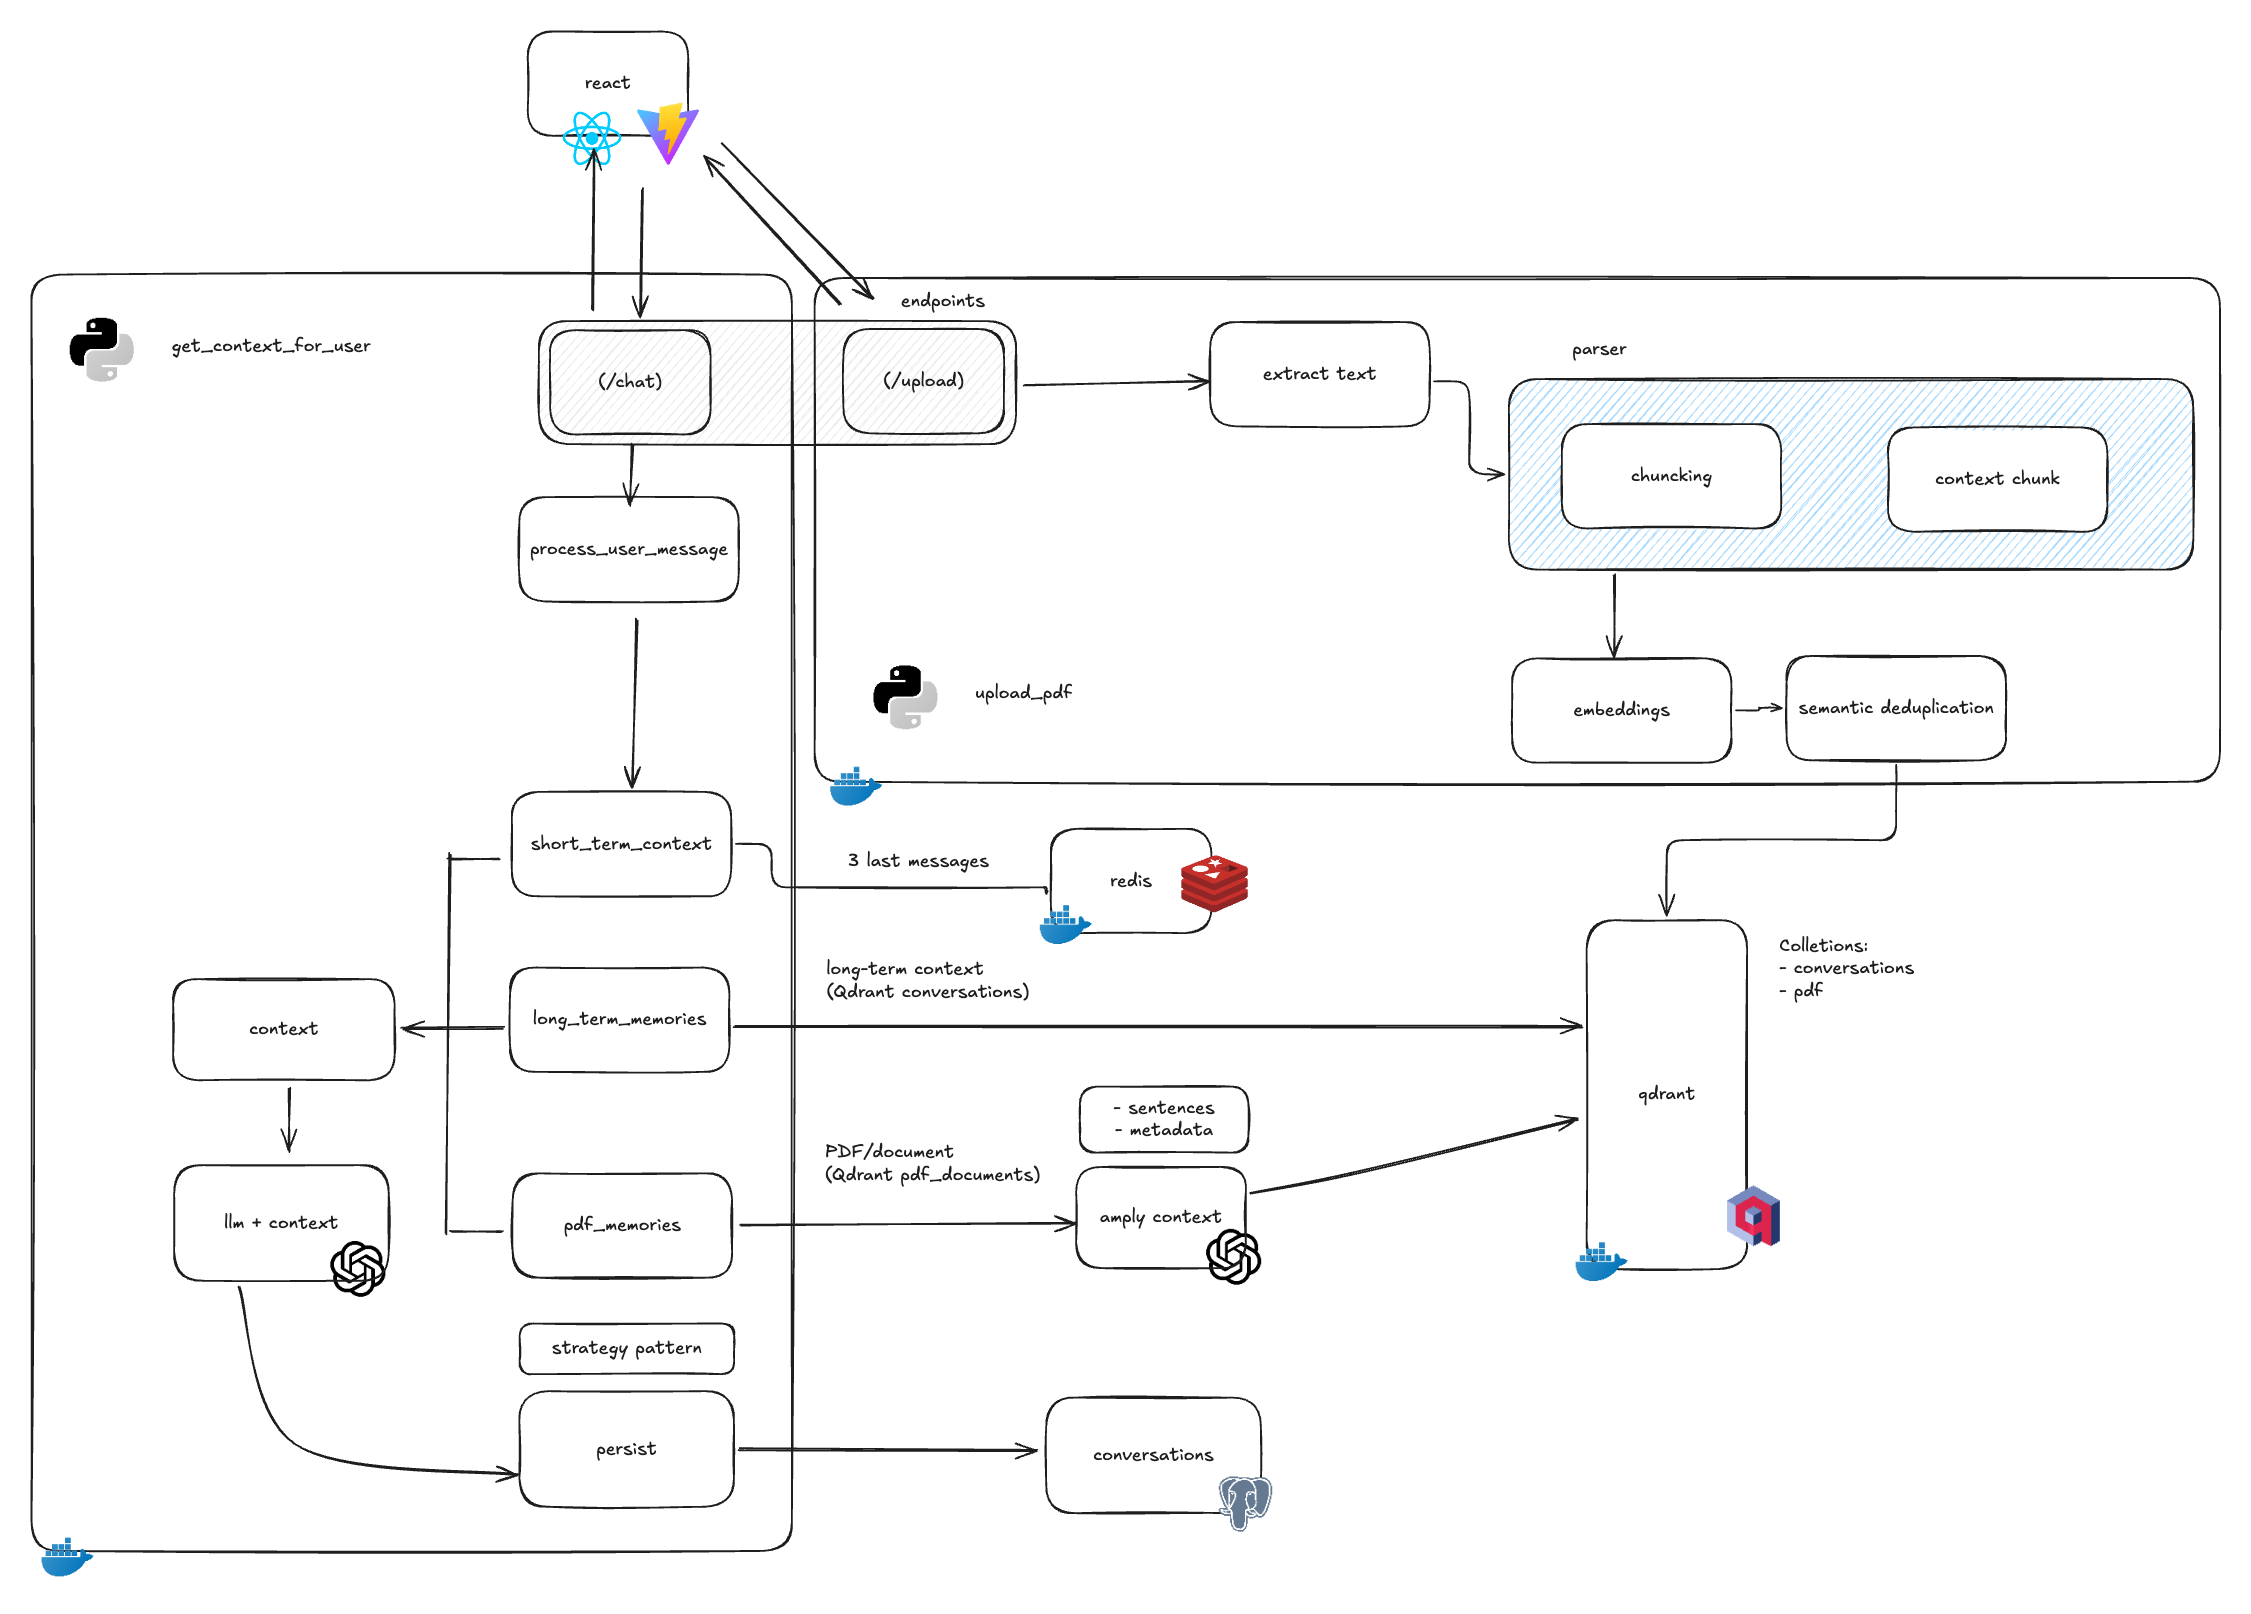 react
endpoints
get_context_for_user
(/chat)
(/upload)
extract text
parser
chuncking
context chunk
process_user_message
upload_pdf
embeddings
semantic deduplication
short_term_context
3 last messages
redis
Colletions:
- conversations
- pdf
long-term context
(Qdrant conversations)
context
long_term_memories
qdrant
- sentences
- metadada
PDF/document
(Qdrant pdf_documents)
llm + context
pdf_memories
amply context
strategy pattern
persist
conversations